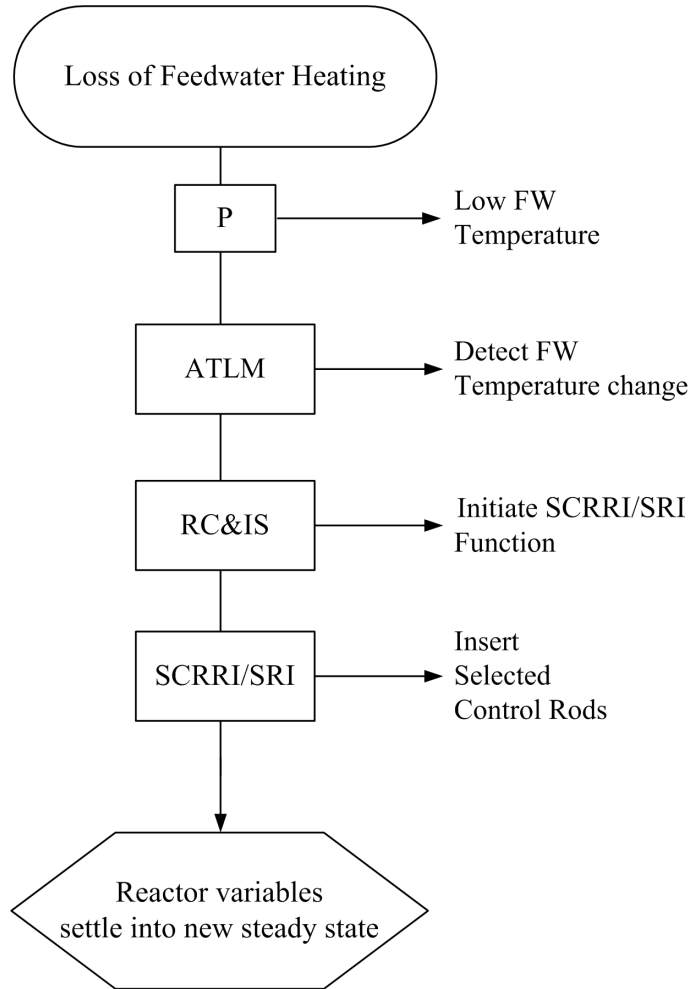 Loss of Feedwater Heating
P
Low FW
Temperature
ATLM
Detect FW
Temperature change
RC&IS
Initiate SCRRI/SRI
Function
SCRRI/SRI
Insert
Selected
Control Rods
Reactor variables
settle into new steady state